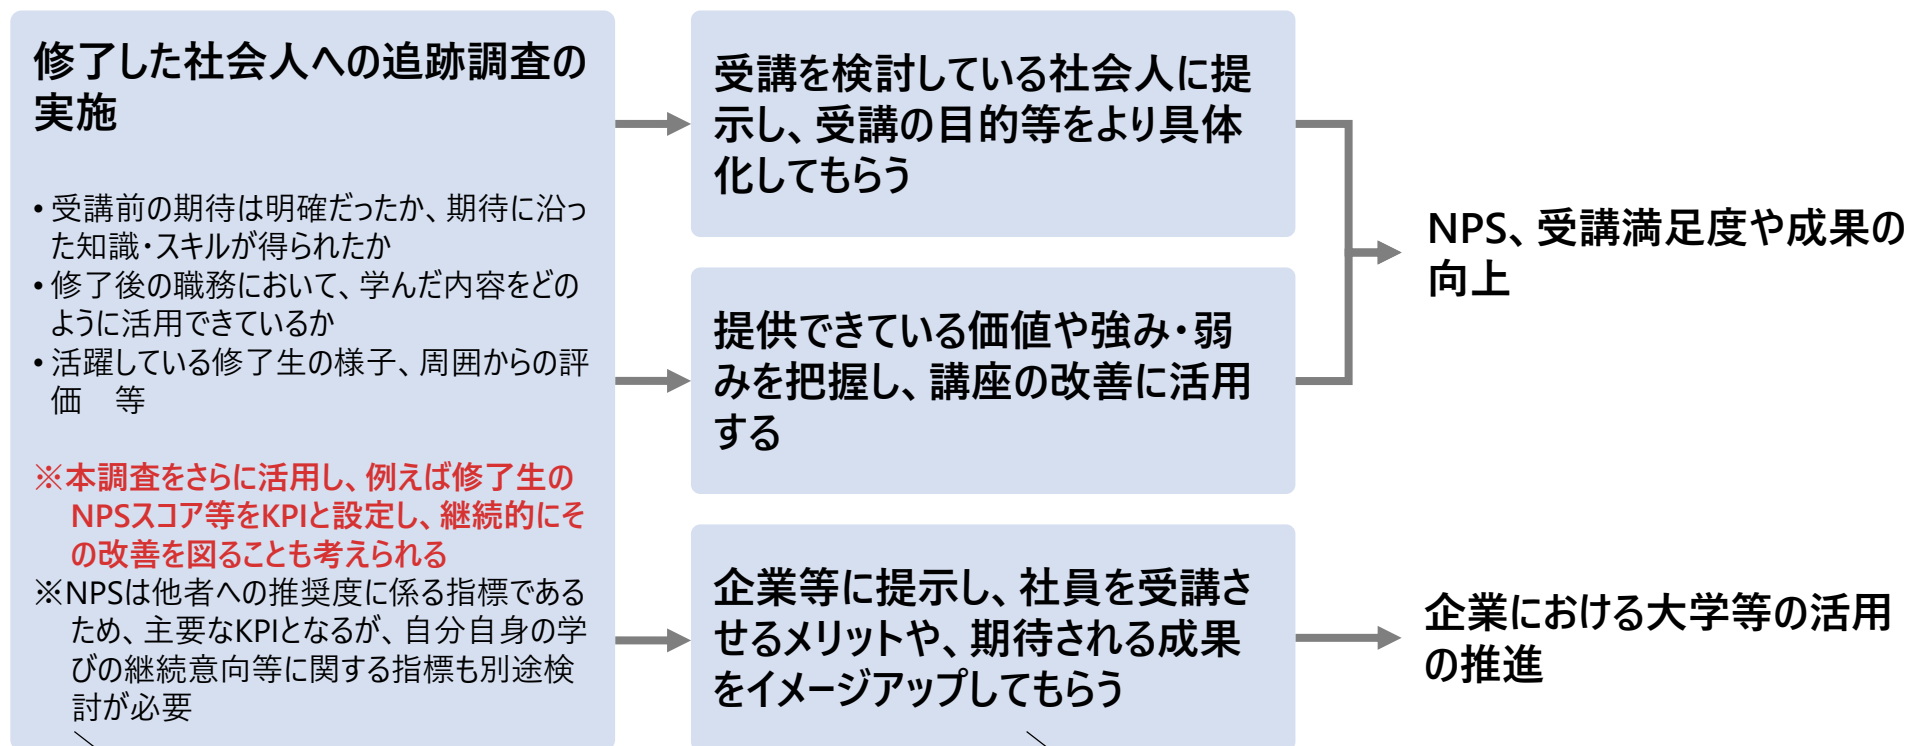 修了した社会人への追跡調査の
実施
• 受講前の期待は明確だったか、期待に沿っ
た知識・スキルが得られたか
• 修了後の職務において、学んだ内容をどの
ように活用できているか
• 活躍している修了生の様子、周囲からの評
価　等
※本調査をさらに活用し、例えば修了生の
NPSスコア等をKPIと設定し、継続的にそ
の改善を図ることも考えられる
※NPSは他者への推奨度に係る指標である
ため、主要なKPIとなるが、自分自身の学
びの継続意向等に関する指標も別途検
討が必要
受講を検討している社会人に提
示し、受講の目的等をより具体
化してもらう
提供できている価値や強み・弱
みを把握し、講座の改善に活用
する
企業等に提示し、社員を受講さ
せるメリットや、期待される成果
をイメージアップしてもらう
NPS、受講満足度や成果の
向上
企業における大学等の活用
の推進